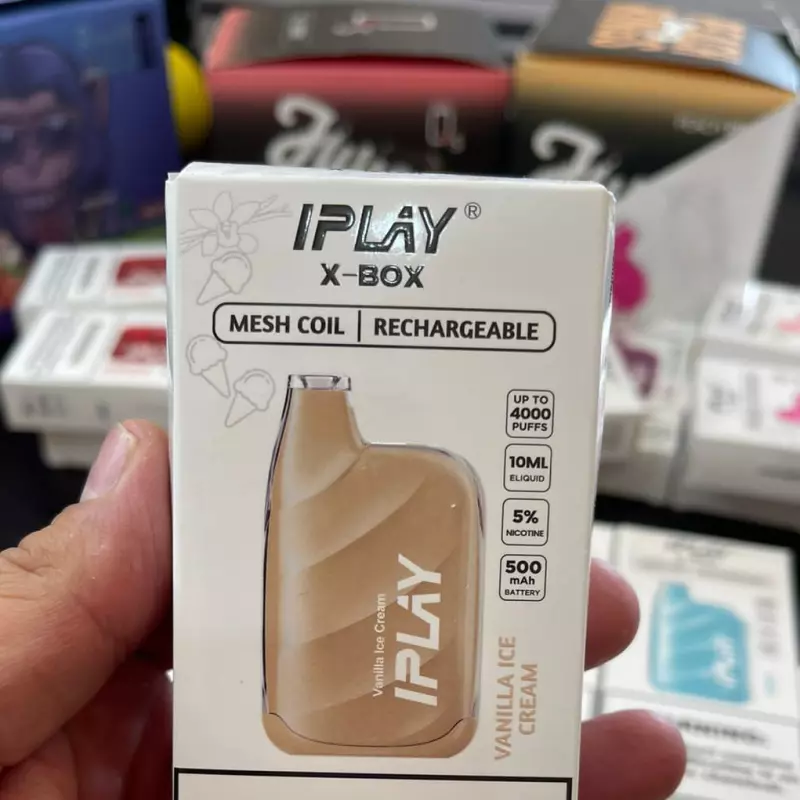 IPLAY®
X-BOX
MESH COIL | RECHARGEABLE
UP TO
4000
PUFFS
10ML
ELIQUID
5%
NICOTINE
500
mAh
BATTERY
Vanilla Ice Cream
IPLAY
VANILLA ICE
CREAM
IPLAY